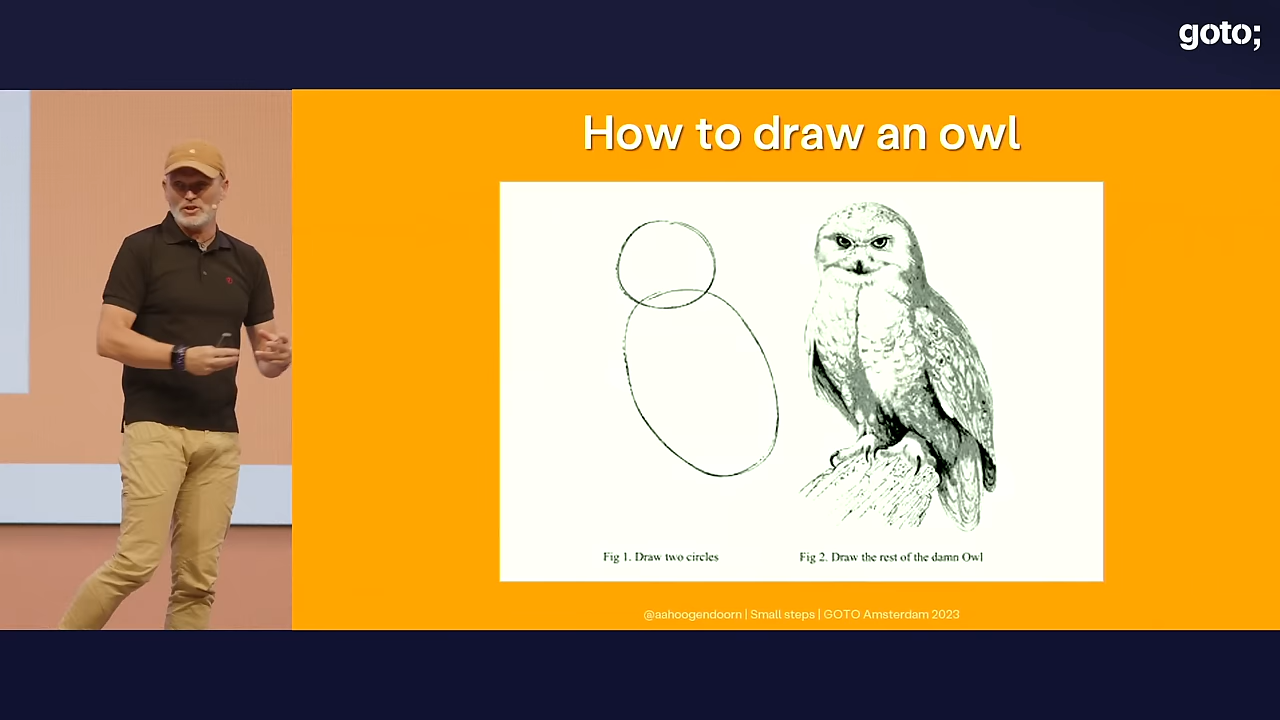 goto;
How to draw an owl
Fig 1. Draw two circles
Fig 2. Draw the rest of the damn Owl
@aahoogendoorn | Small steps | GOTO Amsterdam 2023